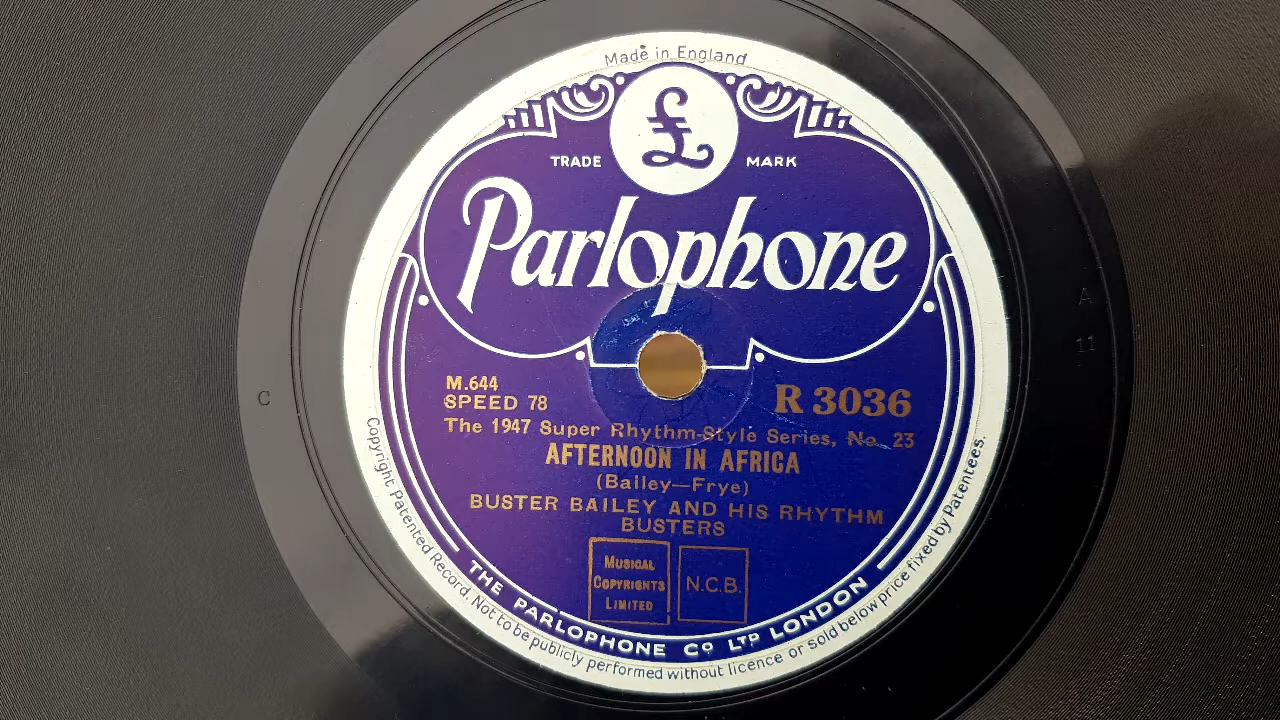 Made in England
£
TRADE MARK
Parlophone
M.644
SPEED 78
R 3036
The 1947 Super Rhythm-Style Series, No. 23
AFTERNOON IN AFRICA
(Bailey—Frye)
BUSTER BAILEY AND HIS RHYTHM
BUSTERS
MUSICAL
COPYRIGHTS
LIMITED
N.C.B.
THE PARLOPHONE Co LTD LONDON
Copyright Patented Record. Not to be publicly performed without licence or sold below price fixed by Patentees.
C
A
11